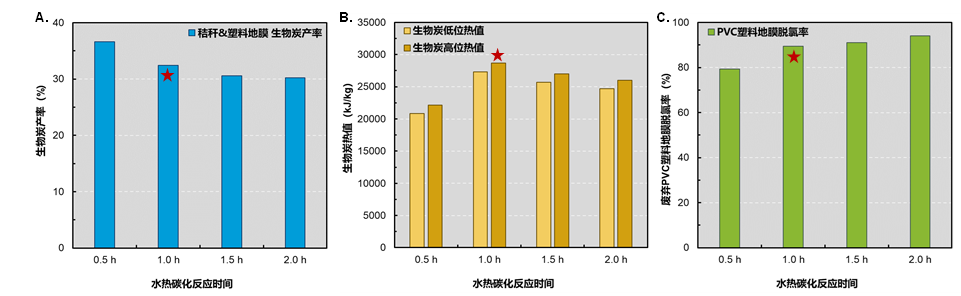 A.
40
30
20
10
0
生物炭产率（%）
秸秆&塑料地膜 生物炭产率
0.5 h
1.0 h
1.5 h
2.0 h
水热碳化反应时间
B.
35000
30000
25000
20000
15000
10000
5000
0
生物炭热值（kJ/kg）
生物炭低位热值
生物炭高位热值
0.5 h
1.0 h
1.5 h
2.0 h
水热碳化反应时间
C.
100
80
60
40
20
0
废弃PVC塑料地膜脱氯率（%）
PVC塑料地膜脱氯率
0.5 h
1.0 h
1.5 h
2.0 h
水热碳化反应时间